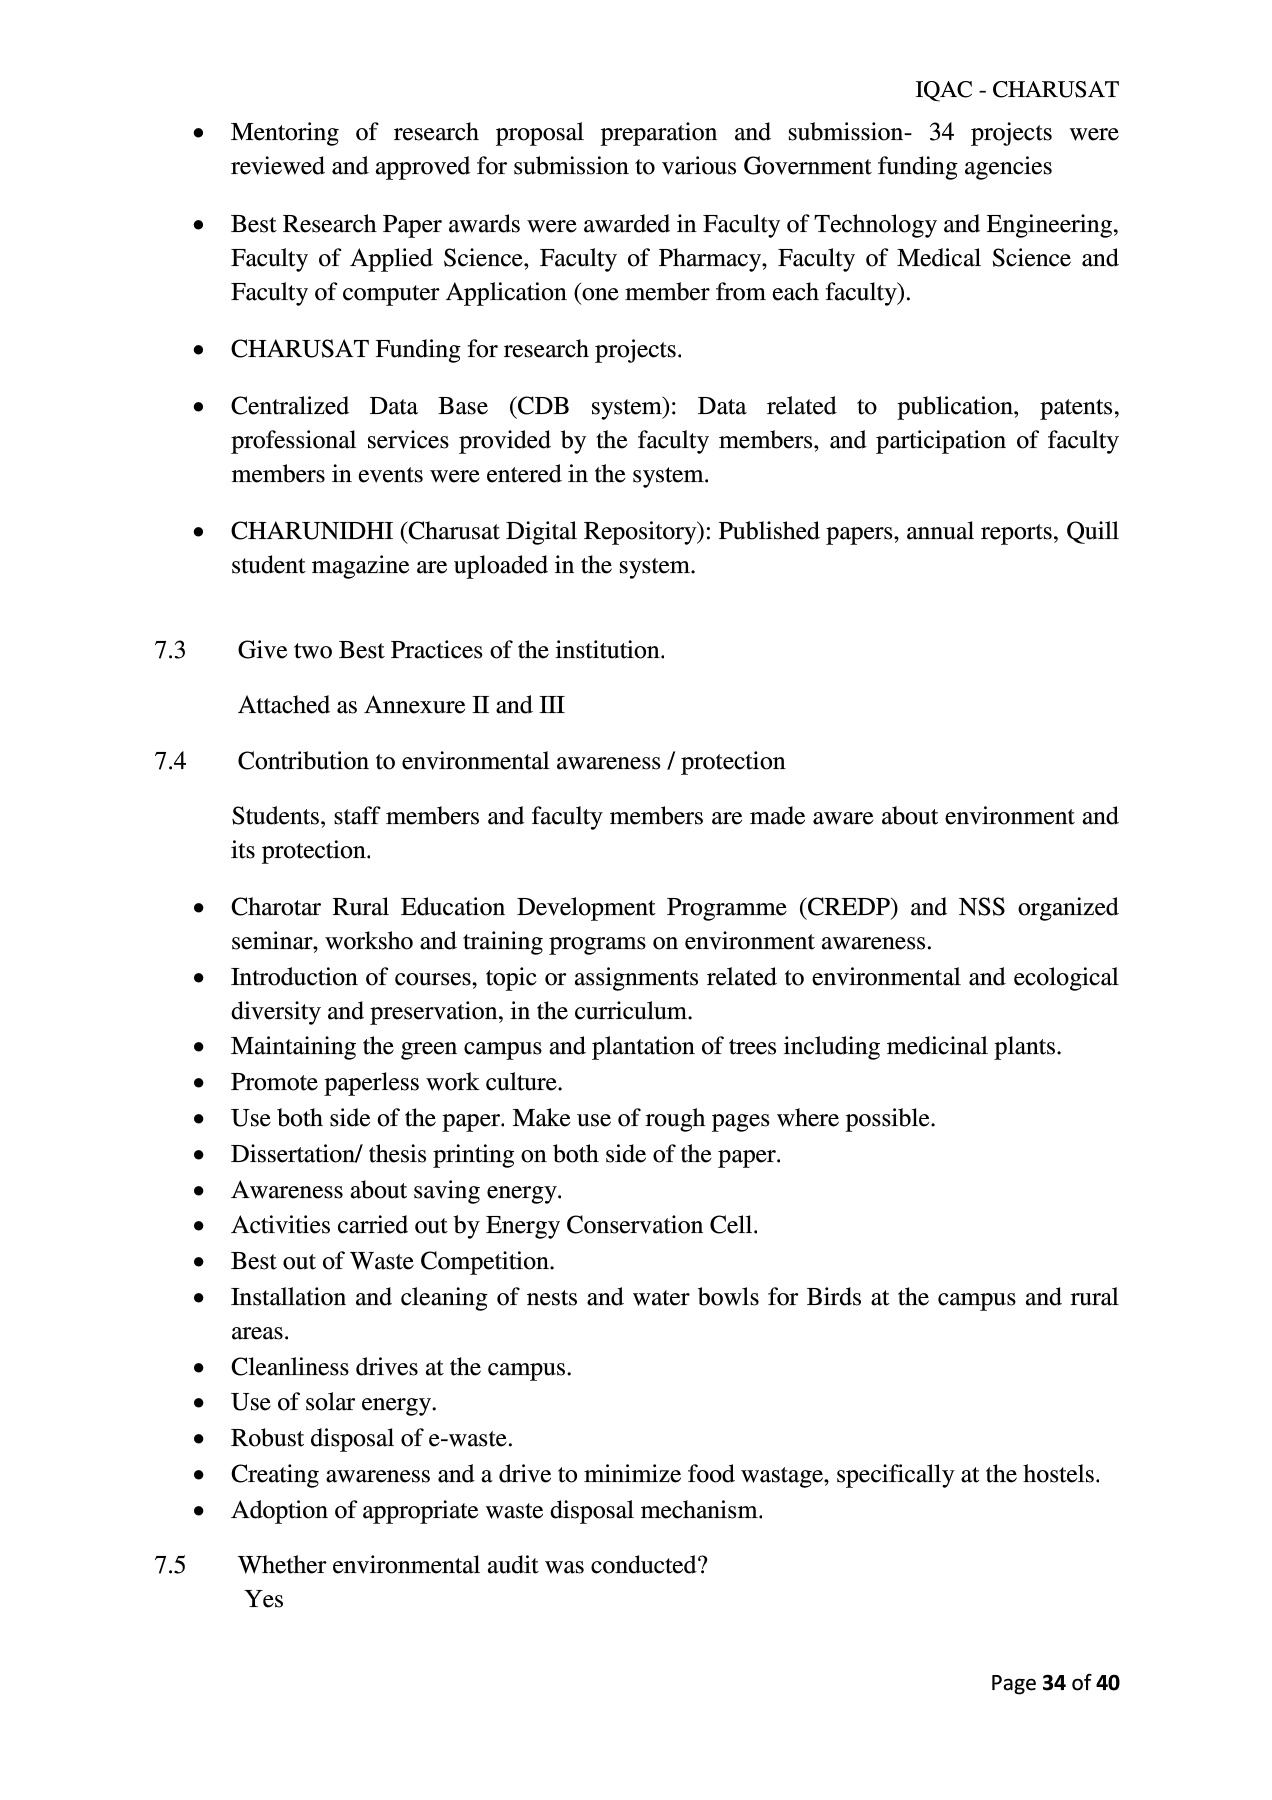 IQAC - CHARUSAT
• Mentoring of research proposal preparation and submission- 34 projects were
reviewed and approved for submission to various Government funding agencies
• Best Research Paper awards were awarded in Faculty of Technology and Engineering,
Faculty of Applied Science, Faculty of Pharmacy, Faculty of Medical Science and
Faculty of computer Application (one member from each faculty).
• CHARUSAT Funding for research projects.
• Centralized Data Base (CDB system): Data related to publication, patents,
professional services provided by the faculty members, and participation of faculty
members in events were entered in the system.
• CHARUNIDHI (Charusat Digital Repository): Published papers, annual reports, Quill
student magazine are uploaded in the system.
7.3 Give two Best Practices of the institution.
Attached as Annexure II and III
7.4 Contribution to environmental awareness / protection
Students, staff members and faculty members are made aware about environment and
its protection.
• Charotar Rural Education Development Programme (CREDP) and NSS organized
seminar, worksho and training programs on environment awareness.
• Introduction of courses, topic or assignments related to environmental and ecological
diversity and preservation, in the curriculum.
• Maintaining the green campus and plantation of trees including medicinal plants.
• Promote paperless work culture.
• Use both side of the paper. Make use of rough pages where possible.
• Dissertation/ thesis printing on both side of the paper.
• Awareness about saving energy.
• Activities carried out by Energy Conservation Cell.
• Best out of Waste Competition.
• Installation and cleaning of nests and water bowls for Birds at the campus and rural
areas.
• Cleanliness drives at the campus.
• Use of solar energy.
• Robust disposal of e-waste.
• Creating awareness and a drive to minimize food wastage, specifically at the hostels.
• Adoption of appropriate waste disposal mechanism.
7.5 Whether environmental audit was conducted?
Yes
Page 34 of 40